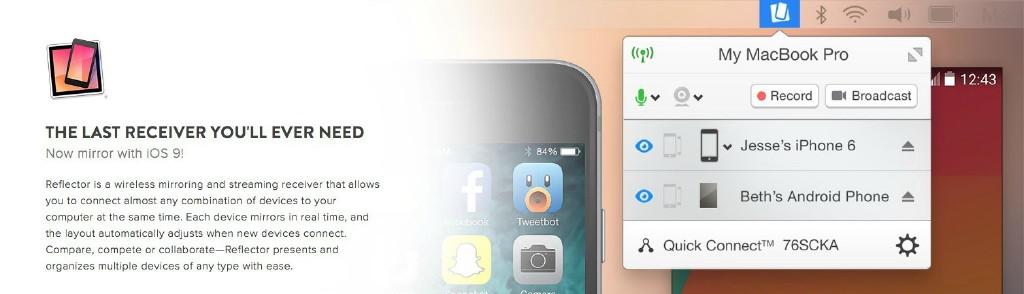 THE LAST RECEIVER YOU'LL EVER NEED
Now mirror with iOS 9!
Reflector is a wireless mirroring and streaming receiver that allows
you to connect almost any combination of devices to your
computer at the same time. Each device mirrors in real time, and
the layout automatically adjusts when new devices connect.
Compare, compete or collaborate—Reflector presents and
organizes multiple devices of any type with ease.
84%
Facebook
Tweetbot
Camera
My MacBook Pro
Record
Broadcast
Jesse's iPhone 6
Beth's Android Phone
Quick Connect™ 76SCKA
12:43